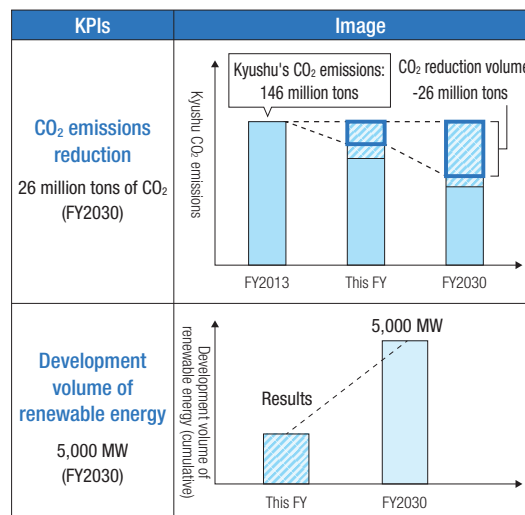 KPIs
Image
CO₂ emissions
reduction
26 million tons of CO₂
(FY2030)
Kyushu CO₂ emissions
Kyushu's CO₂ emissions:
146 million tons
CO₂ reduction volume
-26 million tons
FY2013
This FY
FY2030
Development
volume of
renewable energy
5,000 MW
(FY2030)
Development volume of
renewable energy (cumulative)
5,000 MW
Results
This FY
FY2030